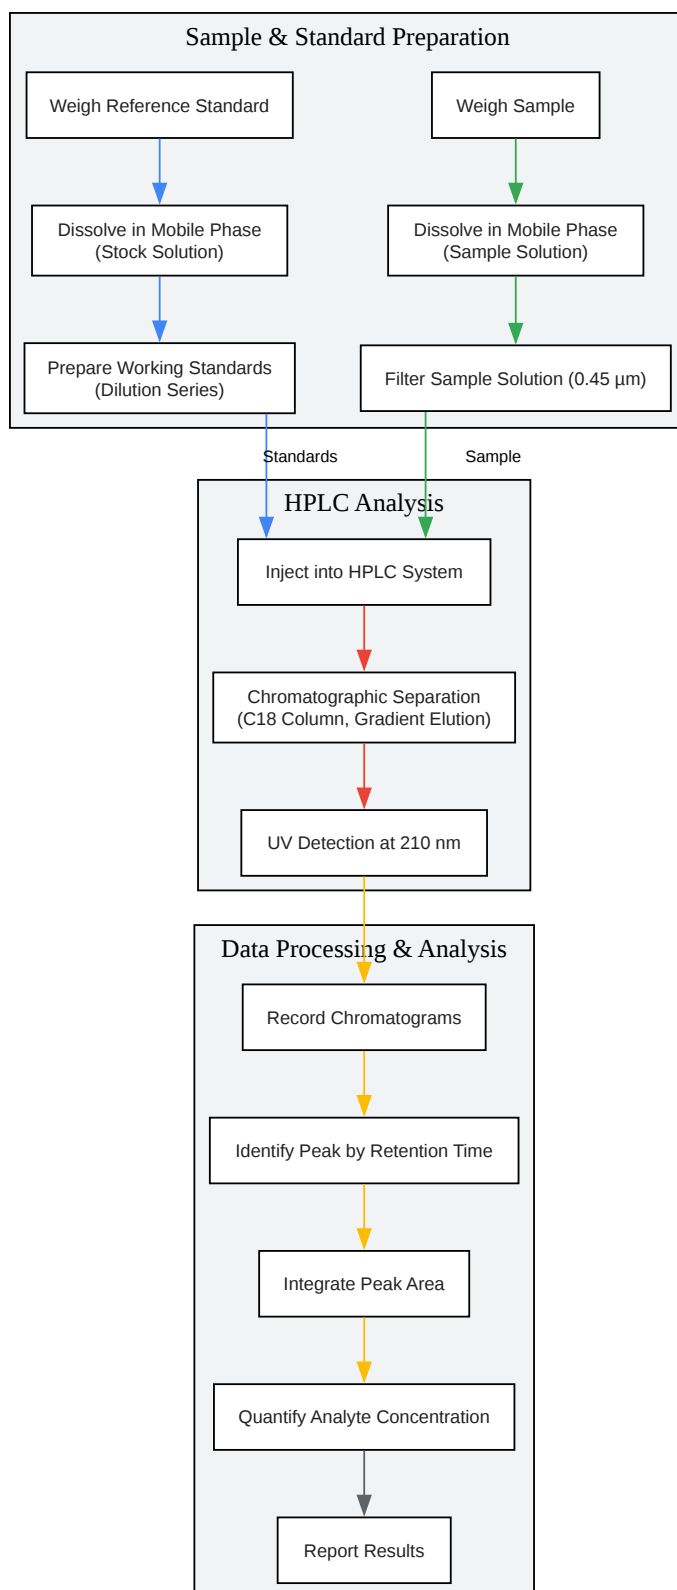 Sample & Standard Preparation
Weigh Reference Standard
Weigh Sample
Dissolve in Mobile Phase
(Stock Solution)
Dissolve in Mobile Phase
(Sample Solution)
Prepare Working Standards
(Dilution Series)
Filter Sample Solution (0.45 µm)
Standards
Sample
HPLC Analysis
Inject into HPLC System
Chromatographic Separation
(C18 Column, Gradient Elution)
UV Detection at 210 nm
Data Processing & Analysis
Record Chromatograms
Identify Peak by Retention Time
Integrate Peak Area
Quantify Analyte Concentration
Report Results